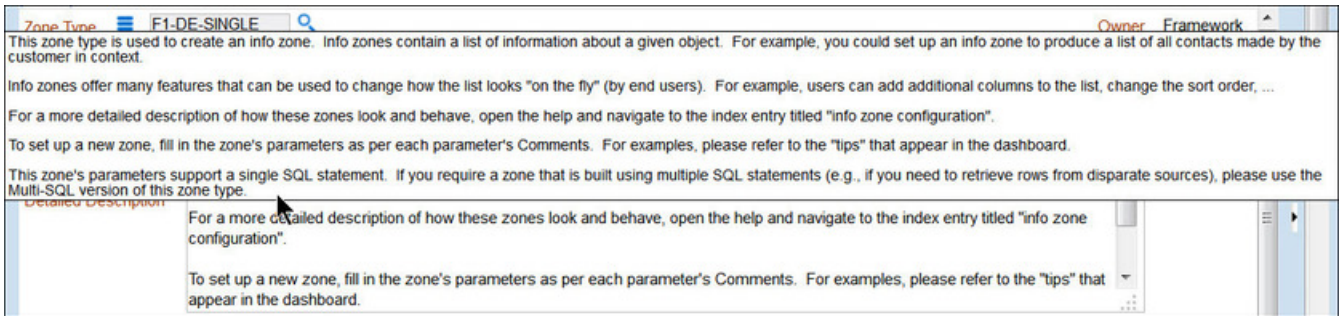 Zone Type F1-DE-SINGLE Owner Framework
This zone type is used to create an info zone. Info zones contain a list of information about a given object. For example, you could set up an info zone to produce a list of all contacts made by the
customer in context.
Info zones offer many features that can be used to change how the list looks "on the fly" (by end users). For example, users can add additional columns to the list, change the sort order, ...
For a more detailed description of how these zones look and behave, open the help and navigate to the index entry titled "info zone configuration".
To set up a new zone, fill in the zone's parameters as per each parameter's Comments. For examples, please refer to the "tips" that appear in the dashboard.
This zone's parameters support a single SQL statement. If you require a zone that is built using multiple SQL statements (e.g., if you need to retrieve rows from disparate sources), please use the
Multi-SQL version of this zone type.
Detailed Description
For a more detailed description of how these zones look and behave, open the help and navigate to the index entry titled "info zone
configuration".
To set up a new zone, fill in the zone's parameters as per each parameter's Comments. For examples, please refer to the "tips" that
appear in the dashboard.